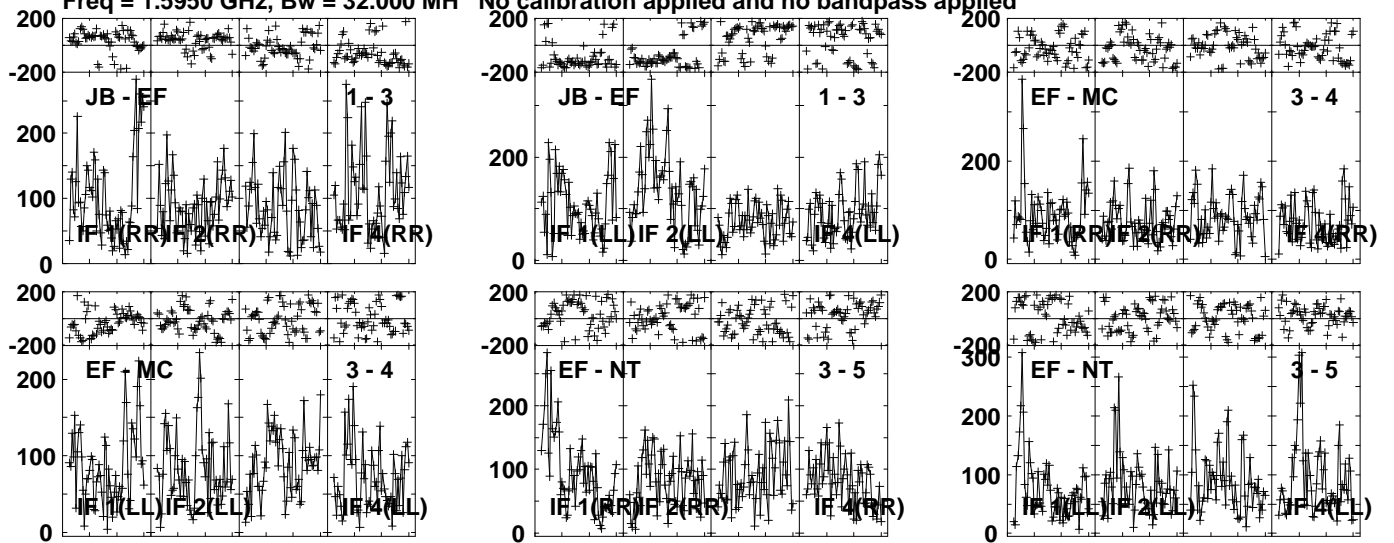 Freq = 1.5950 GHz, Bw = 32.000 MH No calibration applied and no bandpass applied
200
-200
JB - EF 1 - 3
200
100
0
IF 1(RR) IF 2(RR) IF 4(RR)
200
-200
JB - EF 1 - 3
200
0
IF 1(LL) IF 2(LL) IF 4(LL)
200
-200
EF - MC 3 - 4
200
0
IF 1(RR) IF 2(RR) IF 4(RR)
200
-200
EF - MC 3 - 4
200
100
0
IF 1(LL) IF 2(LL) IF 4(LL)
200
-200
EF - NT 3 - 5
200
100
0
IF 1(RR) IF 2(RR) IF 4(RR)
200
-200
300
EF - NT 3 - 5
200
100
0
IF 1(LL) IF 2(LL) IF 4(LL)